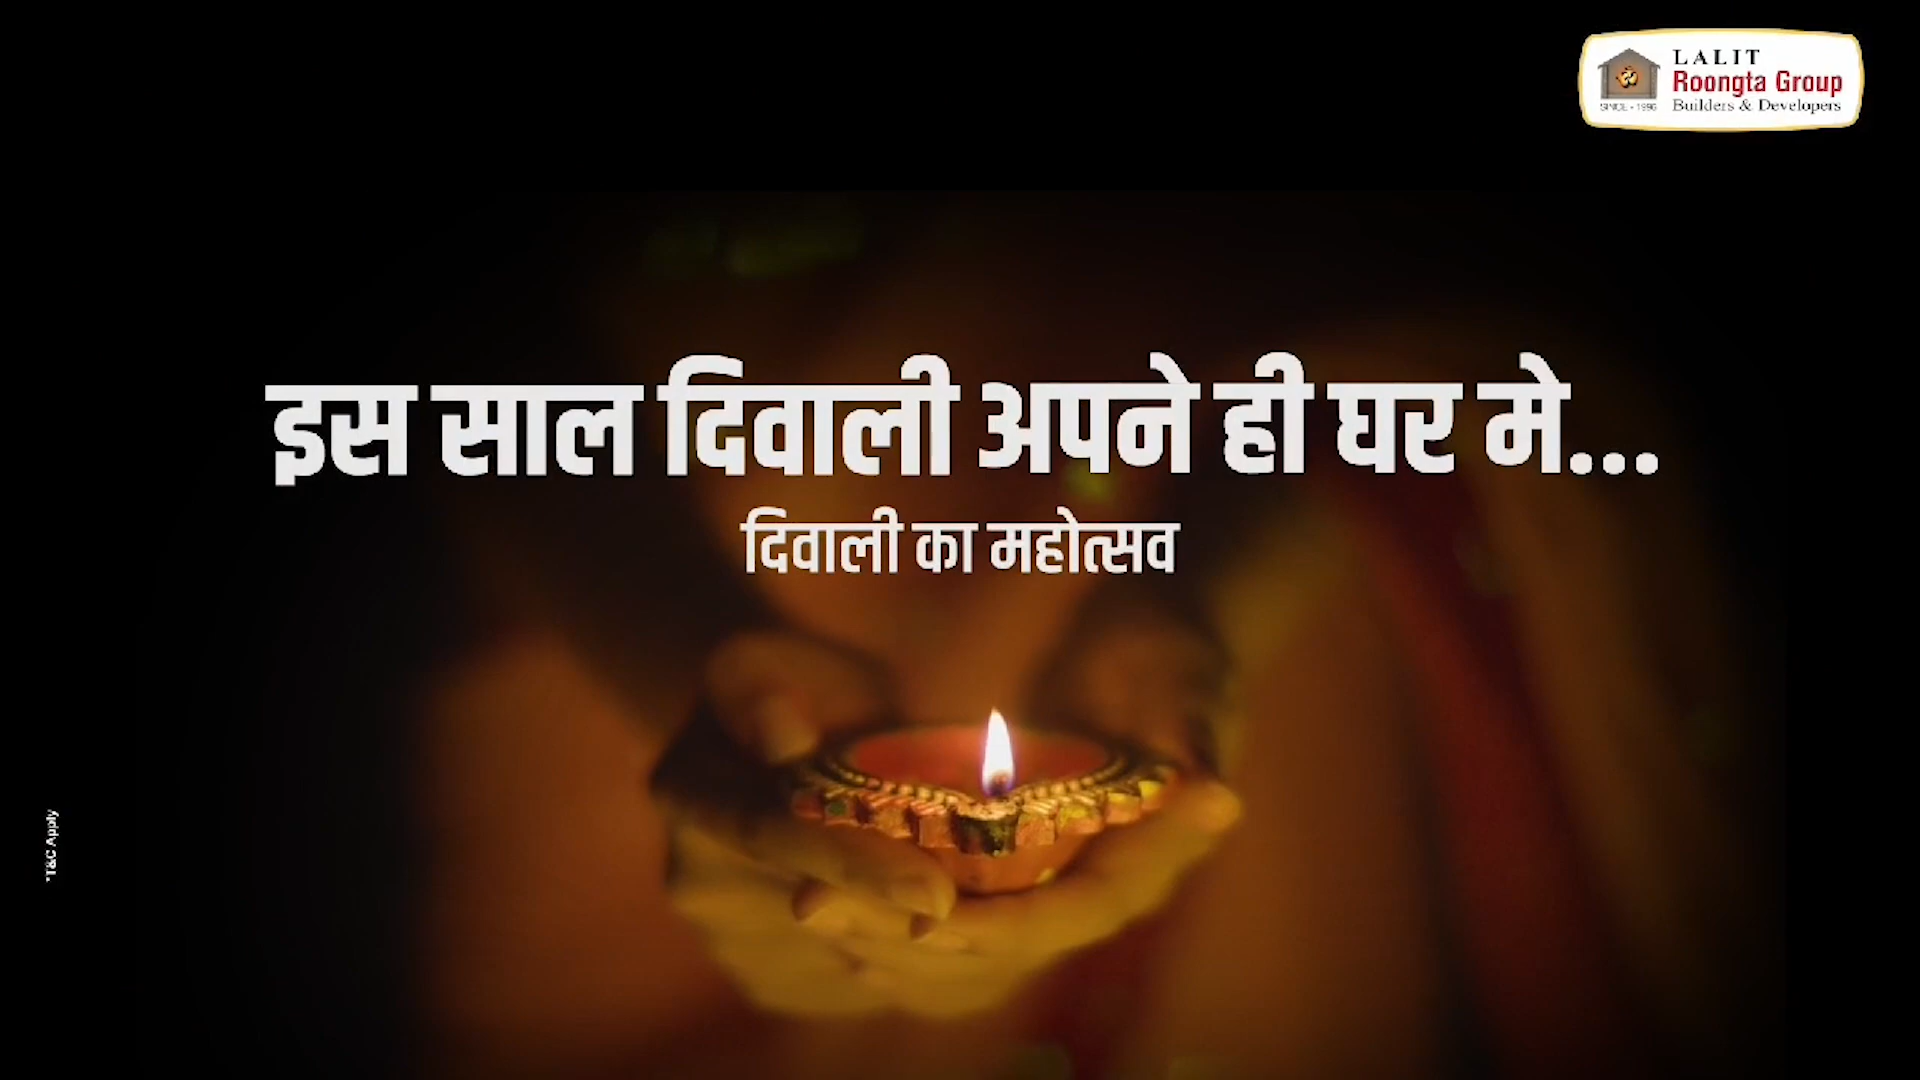 LALIT
Roongta Group
Builders & Developers
SINCE - 1996
इस साल दिवाली अपने ही घर मे...
दिवाली का महोत्सव
*T&C Apply